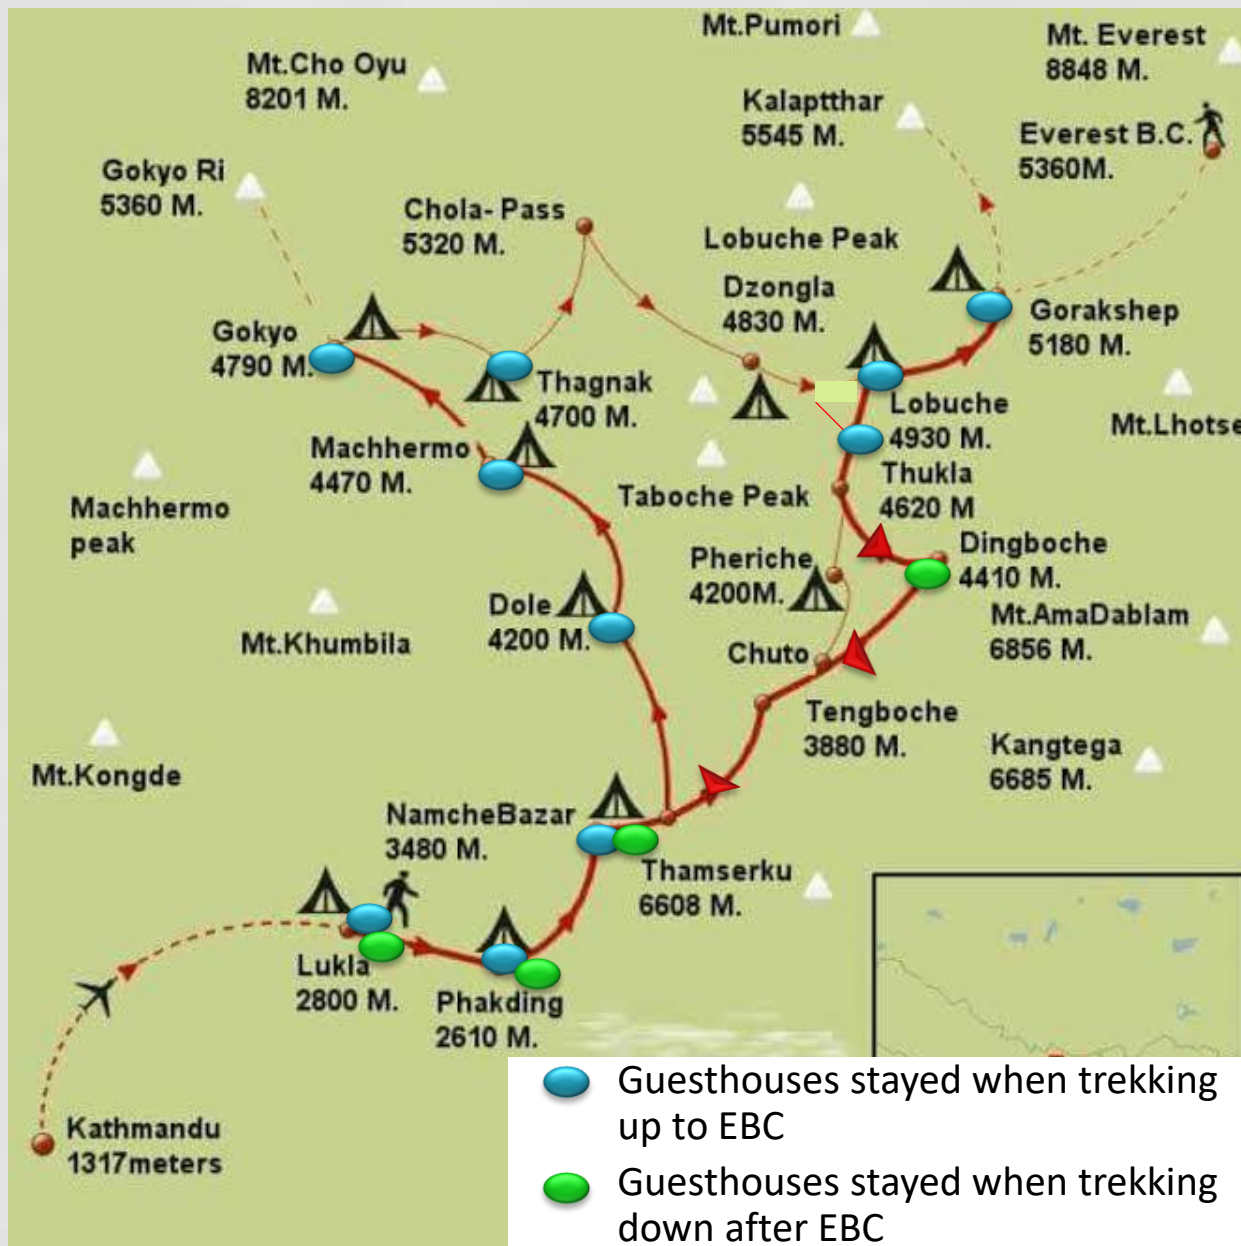 Mt.Pumori
Mt. Everest
8848 M.
Mt.Cho Oyu
8201 M.
Kalaptthar
5545 M.
Everest B.C.
5360M.
Gokyo Ri
5360 M.
Chola- Pass
5320 M.
Lobuche Peak
Dzongla
4830 M.
Gorakshep
5180 M.
Gokyo
4790 M.
Thagnak
4700 M.
Lobuche
4930 M.
Mt.Lhotse
Machhermo
4470 M.
Thukla
4620 M
Taboche Peak
Machhermo
peak
Pheriche
4200M.
Dingboche
4410 M.
Dole
4200 M.
Mt.AmaDablam
6856 M.
Mt.Khumbila
Chuto
Tengboche
3880 M.
Kangtega
6685 M.
Mt.Kongde
NamcheBazar
3480 M.
Thamserku
6608 M.
Lukla
2800 M.
Phakding
2610 M.
Kathmandu
1317meters
Guesthouses stayed when trekking
up to EBC
Guesthouses stayed when trekking
down after EBC